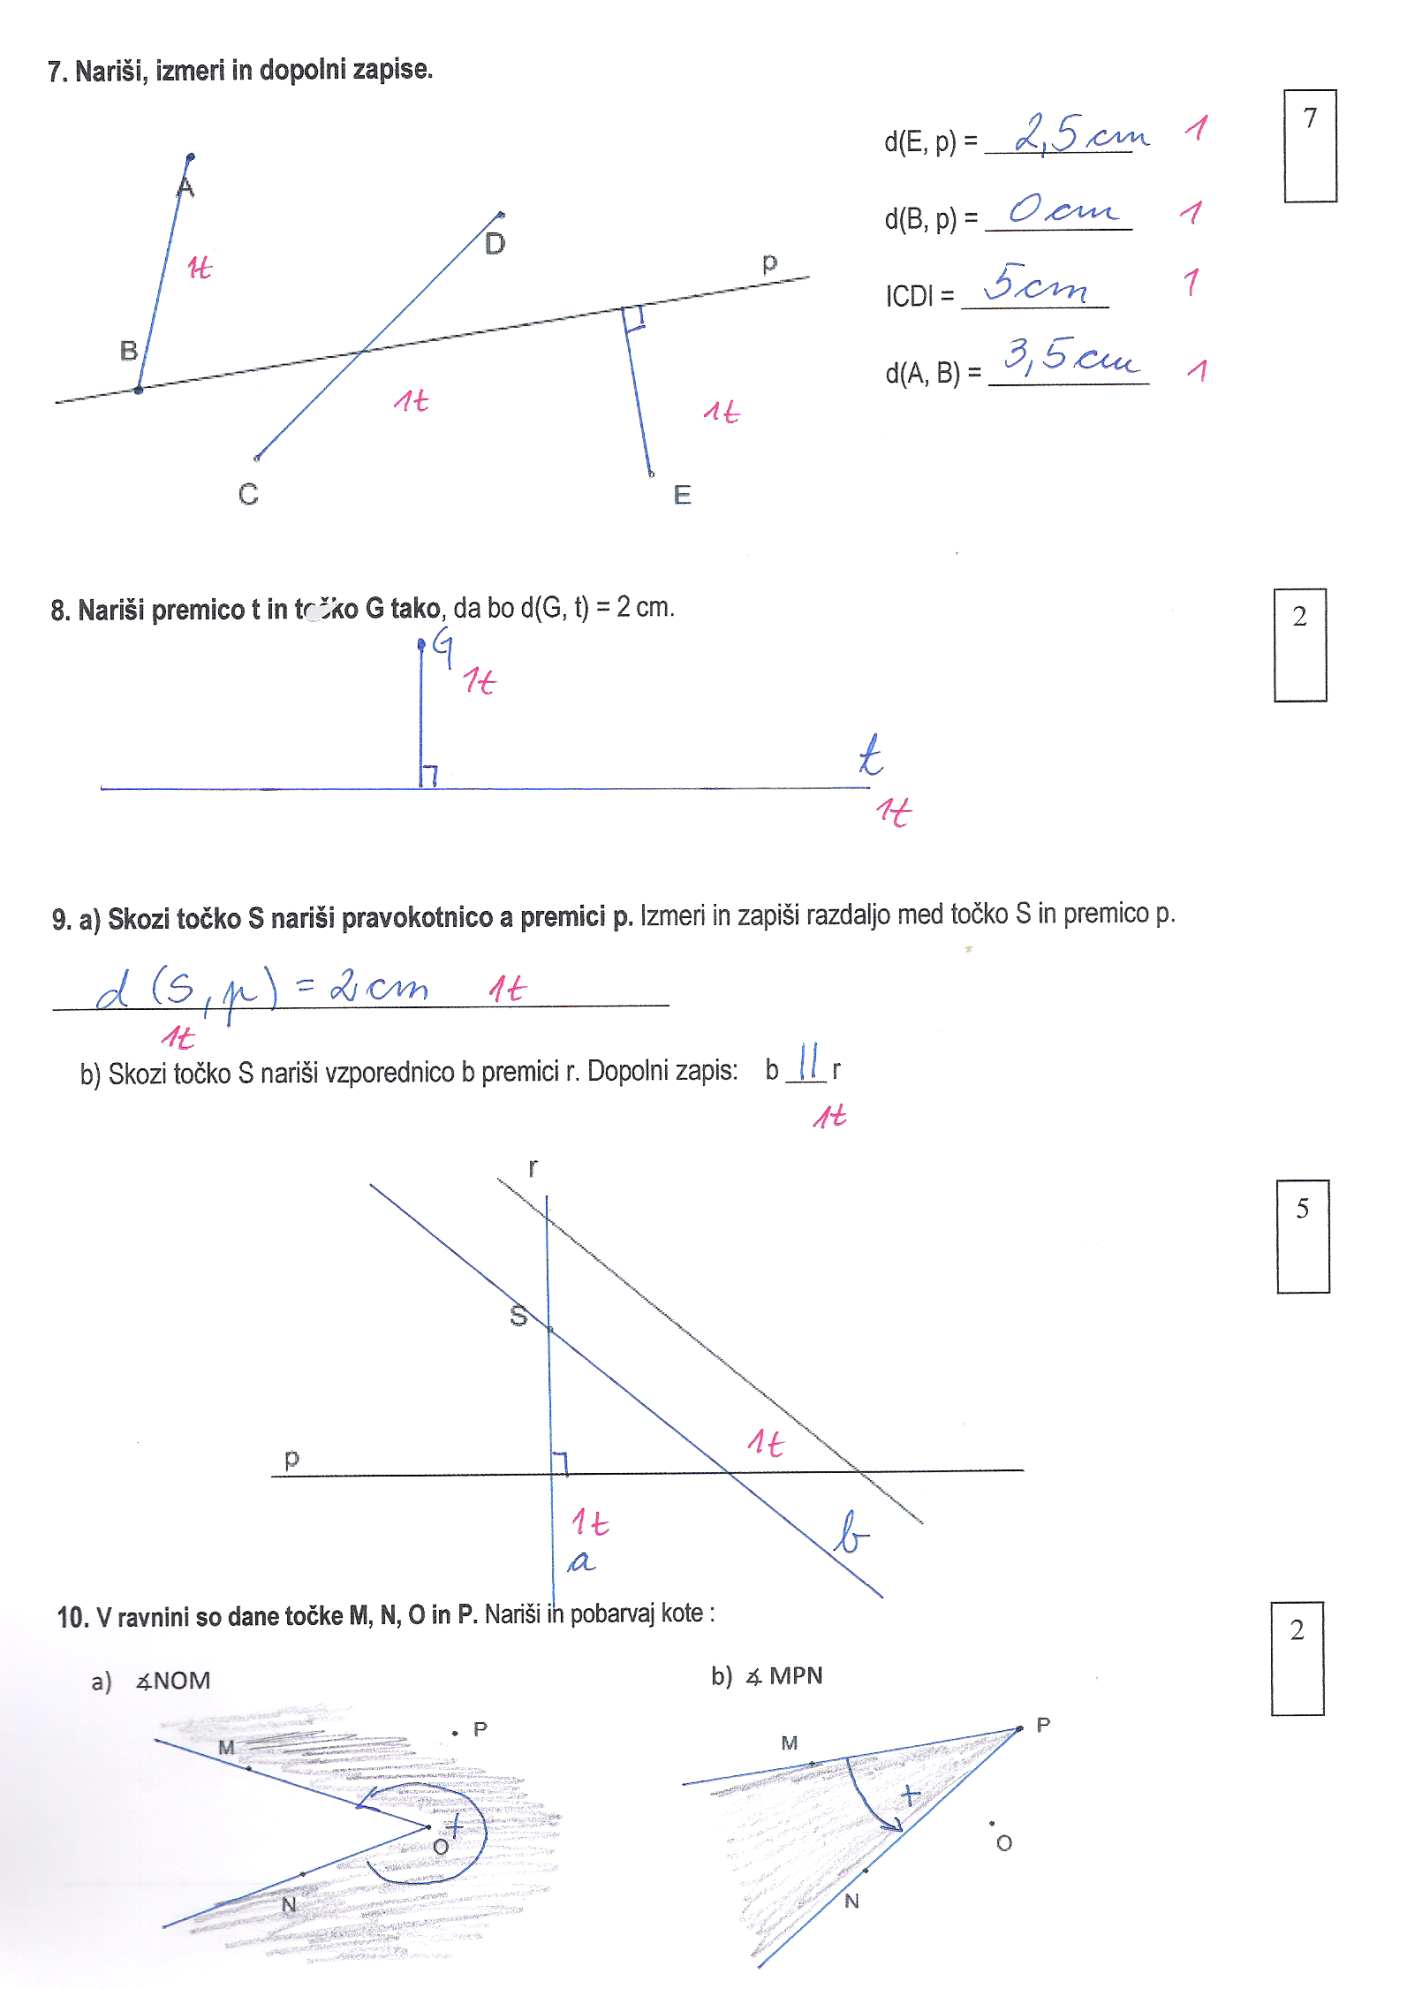 7. Nariši, izmeri in dopolni zapise.
7
d(E, p) = 2,5 cm 1
A
d(B, p) = 0 cm 1
D
1t
p
ICDI = 5 cm 1
B
d(A, B) = 3,5 cm 1
1t
1t
C
E
8. Nariši premico t in točko G tako, da bo d(G, t) = 2 cm.
2
G
1t
t
1t
9. a) Skozi točko S nariši pravokotnico a premici p. Izmeri in zapiši razdaljo med točko S in premico p.
d (S, p) = 2 cm 1t
1t
b) Skozi točko S nariši vzporednico b premici r. Dopolni zapis: b || r
1t
r
5
S
1t
p
1t
b
a
10. V ravnini so dane točke M, N, O in P. Nariši in pobarvaj kote :
2
a) ∡NOM
b) ∡ MPN
P
P
M
M
+
+
O
O
N
N